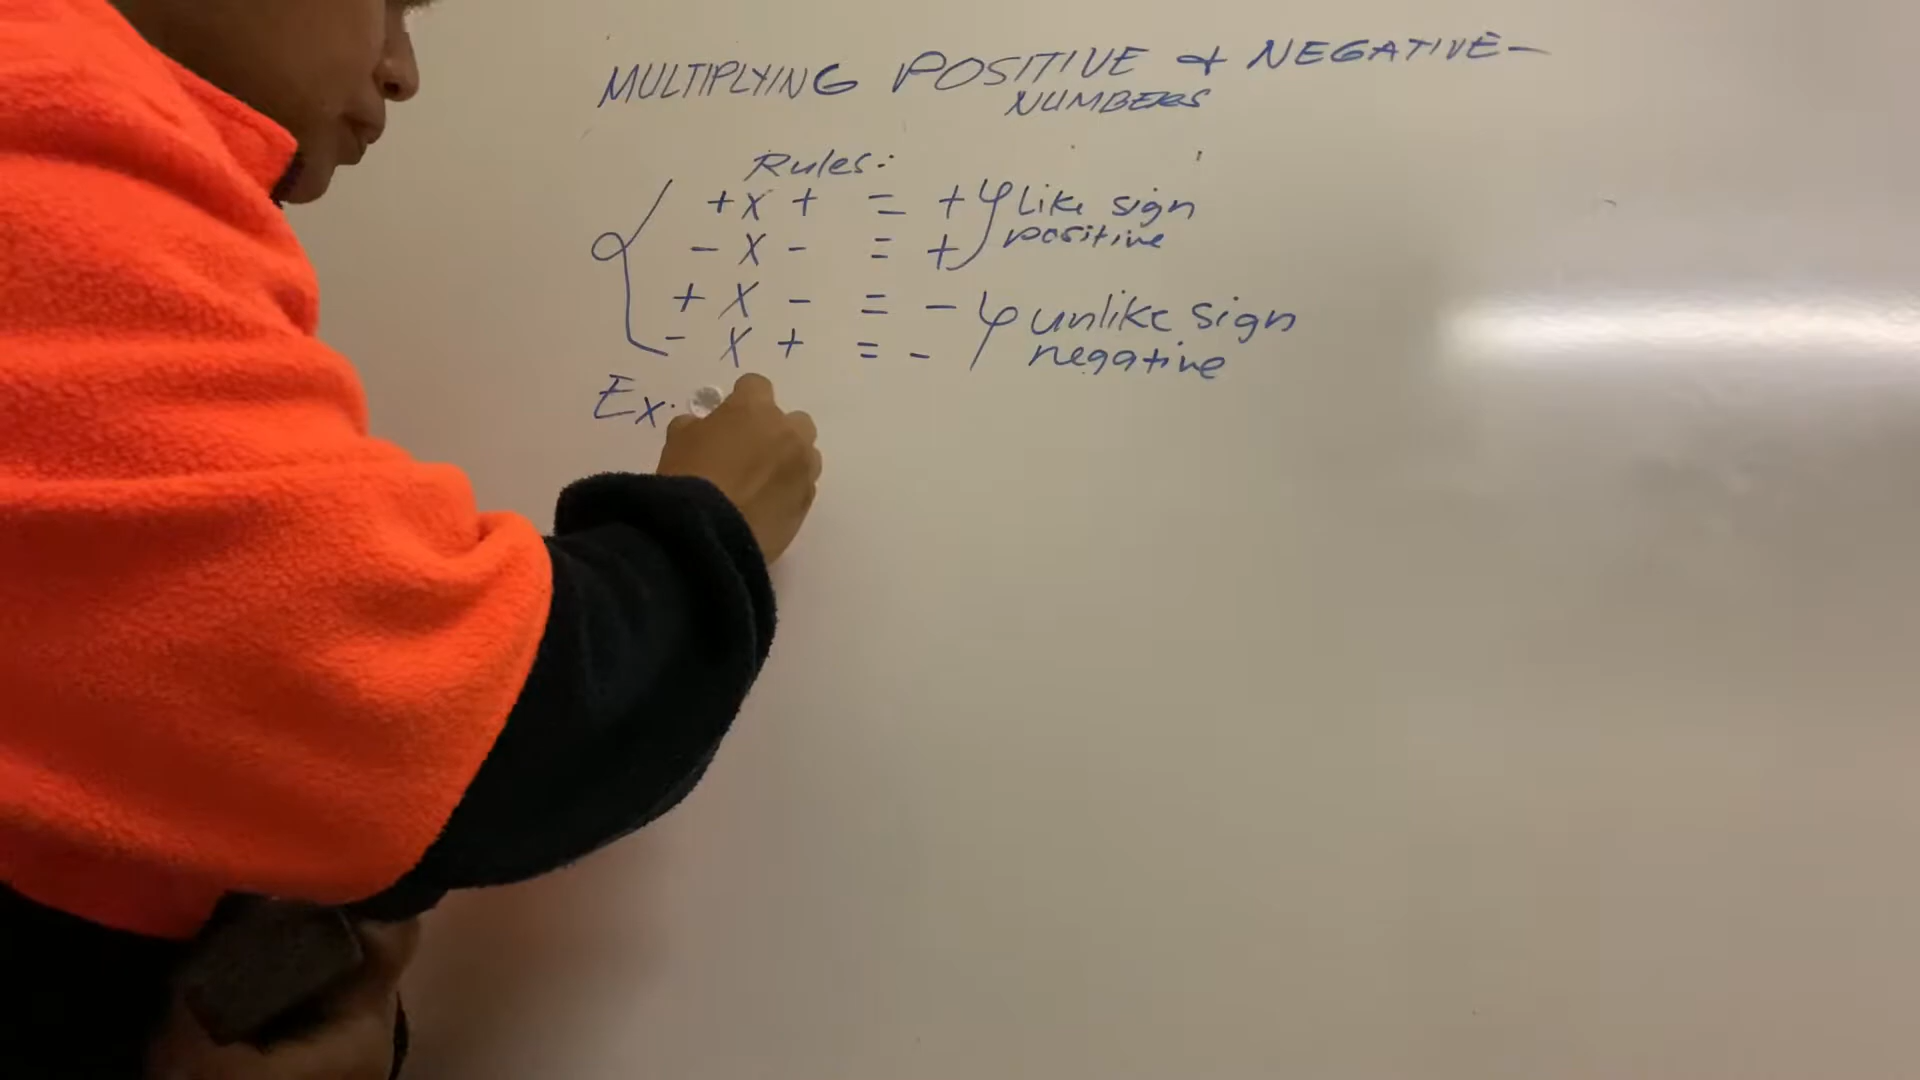 MULTIPLYING POSITIVE + NEGATIVE-
NUMBERS
Rules:
+ x + = + Like sign
- x - = + positive
+ x - = - unlike sign
- x + = - negative
Ex: